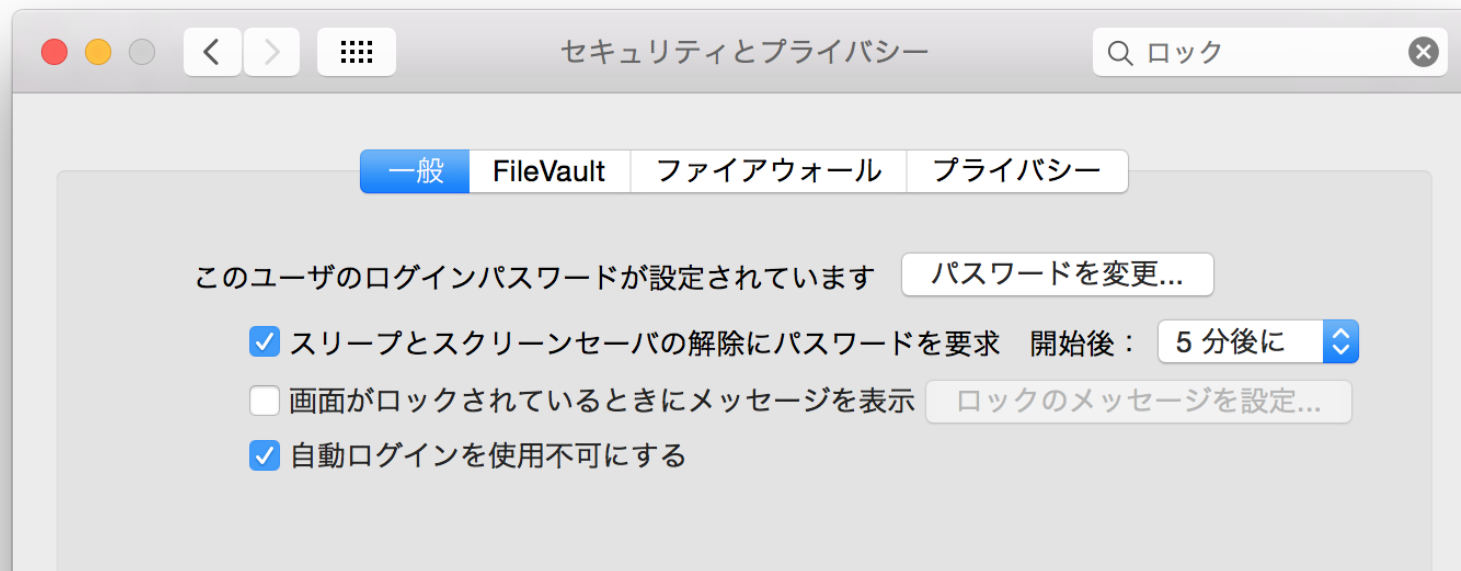 セキュリティとプライバシー ロック
一般 FileVault ファイアウォール プライバシー
このユーザのログインパスワードが設定されています パスワードを変更...
スリープとスクリーンセーバの解除にパスワードを要求 開始後： 5 分後に
画面がロックされているときにメッセージを表示 ロックのメッセージを設定...
自動ログインを使用不可にする